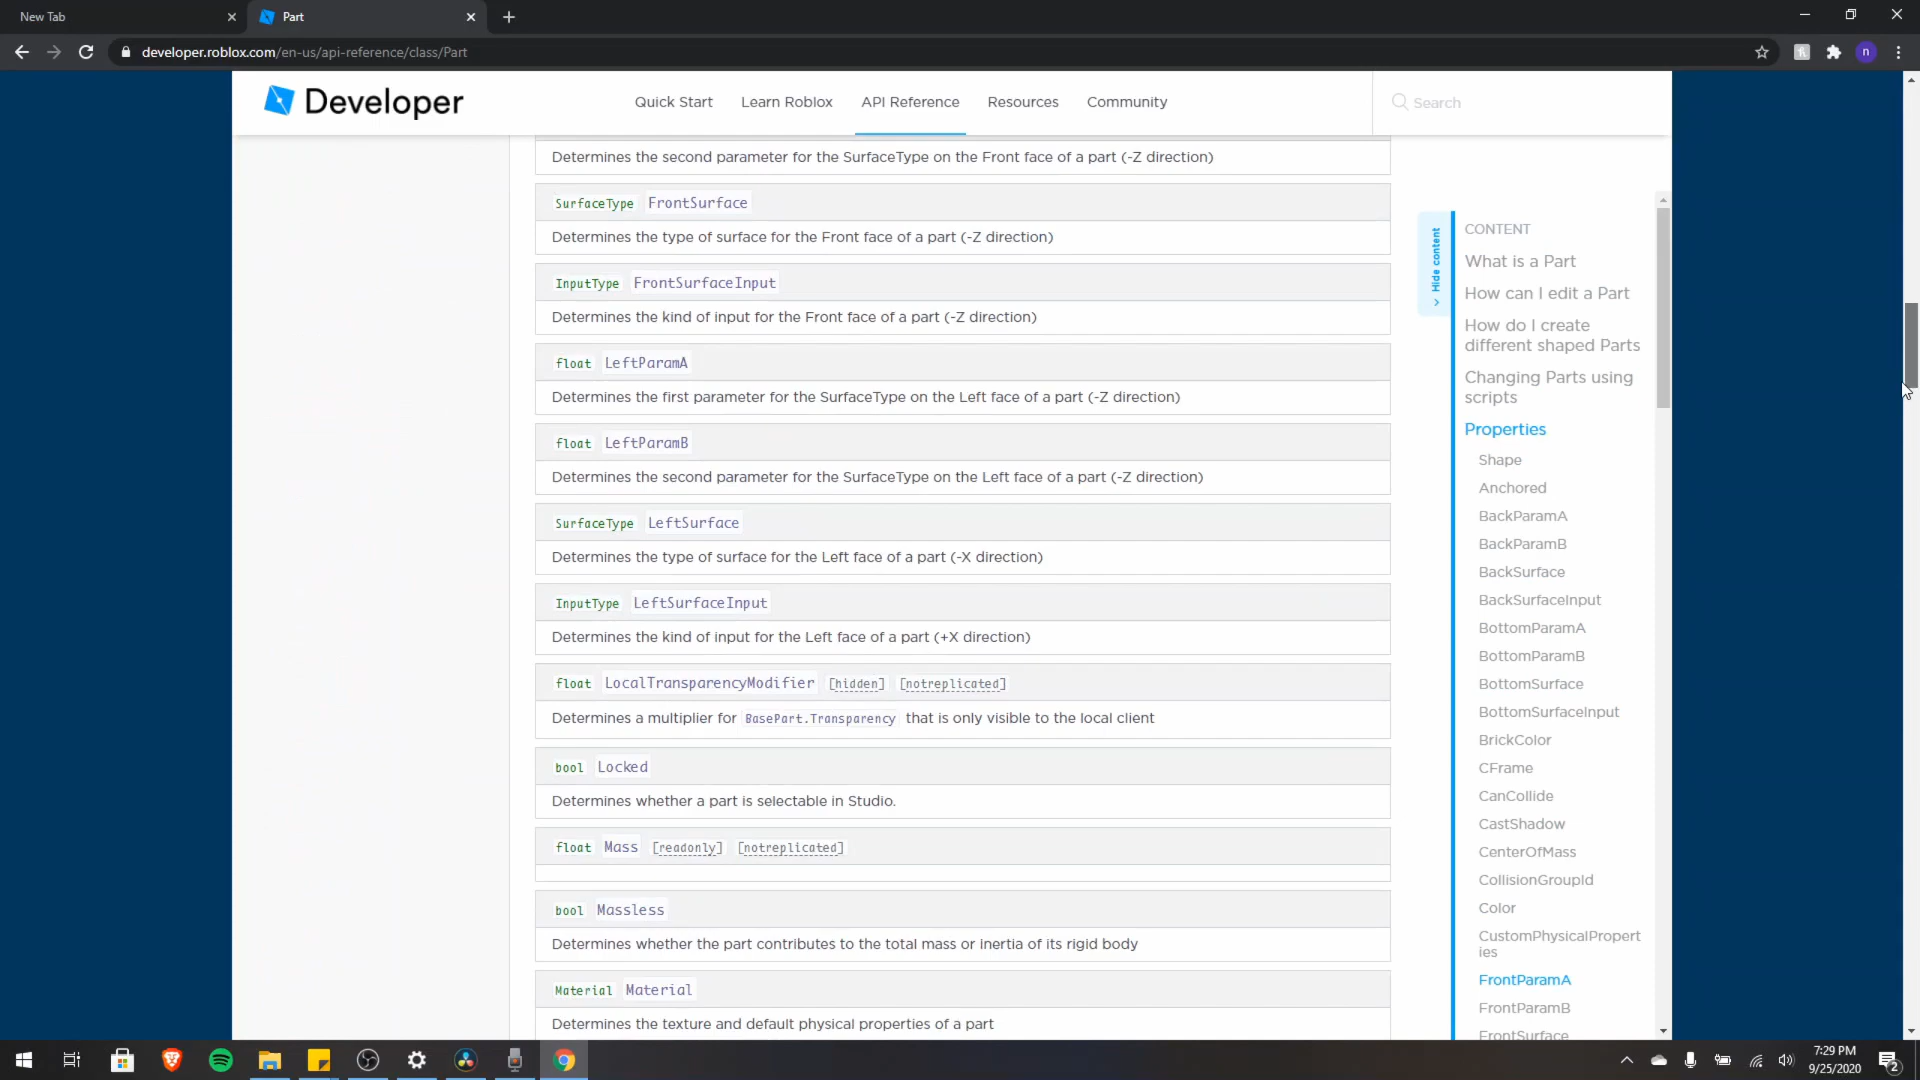 New Tab
Part
developer.roblox.com/en-us/api-reference/class/Part
n
Developer
Quick Start
Learn Roblox
API Reference
Resources
Community
Search
Determines the second parameter for the SurfaceType on the Front face of a part (-Z direction)
SurfaceType FrontSurface
Determines the type of surface for the Front face of a part (-Z direction)
InputType FrontSurfaceInput
Determines the kind of input for the Front face of a part (-Z direction)
float LeftParamA
Determines the first parameter for the SurfaceType on the Left face of a part (-Z direction)
float LeftParamB
Determines the second parameter for the SurfaceType on the Left face of a part (-Z direction)
SurfaceType LeftSurface
Determines the type of surface for the Left face of a part (-X direction)
InputType LeftSurfaceInput
Determines the kind of input for the Left face of a part (+X direction)
float LocalTransparencyModifier [hidden] [notreplicated]
Determines a multiplier for BasePart.Transparency that is only visible to the local client
bool Locked
Determines whether a part is selectable in Studio.
float Mass [readonly] [notreplicated]
bool Massless
Determines whether the part contributes to the total mass or inertia of its rigid body
Material Material
Determines the texture and default physical properties of a part
Hide content
CONTENT
What is a Part
How can I edit a Part
How do I create
different shaped Parts
Changing Parts using
scripts
Properties
Shape
Anchored
BackParamA
BackParamB
BackSurface
BackSurfaceInput
BottomParamA
BottomParamB
BottomSurface
BottomSurfaceInput
BrickColor
CFrame
CanCollide
CastShadow
CenterOfMass
CollisionGroupId
Color
CustomPhysicalPropert
ies
FrontParamA
FrontParamB
FrontSurface
7:29 PM
9/25/2020
2